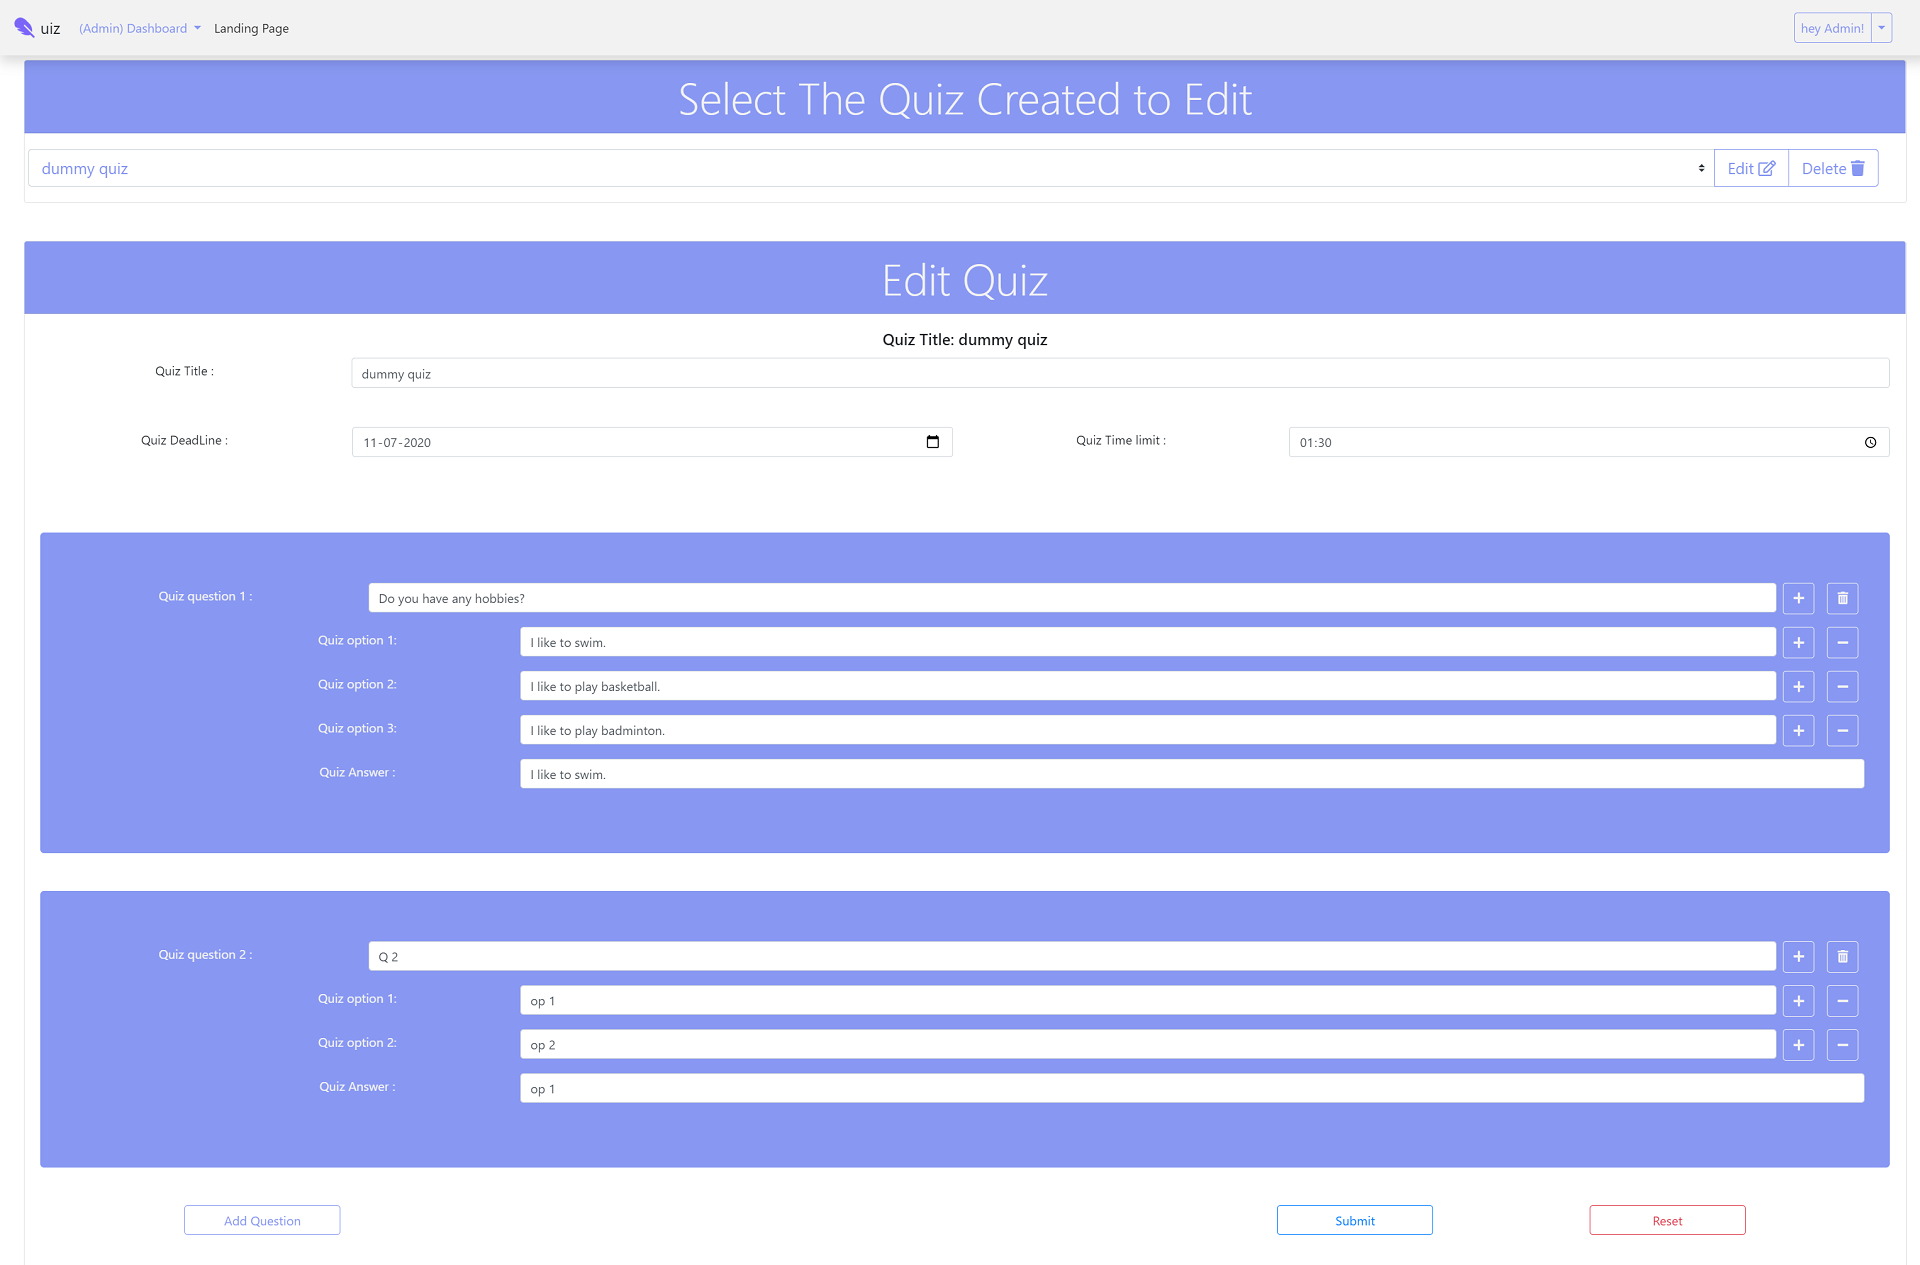 uiz (Admin) Dashboard Landing Page hey Admin!
Select The Quiz Created to Edit
dummy quiz Edit Delete
Edit Quiz
Quiz Title: dummy quiz
Quiz Title : dummy quiz
Quiz DeadLine : 11-07-2020 Quiz Time limit : 01:30
Quiz question 1 : Do you have any hobbies?
Quiz option 1: I like to swim.
Quiz option 2: I like to play basketball.
Quiz option 3: I like to play badminton.
Quiz Answer : I like to swim.
Quiz question 2 : Q 2
Quiz option 1: op 1
Quiz option 2: op 2
Quiz Answer : op 1
Add Question Submit Reset